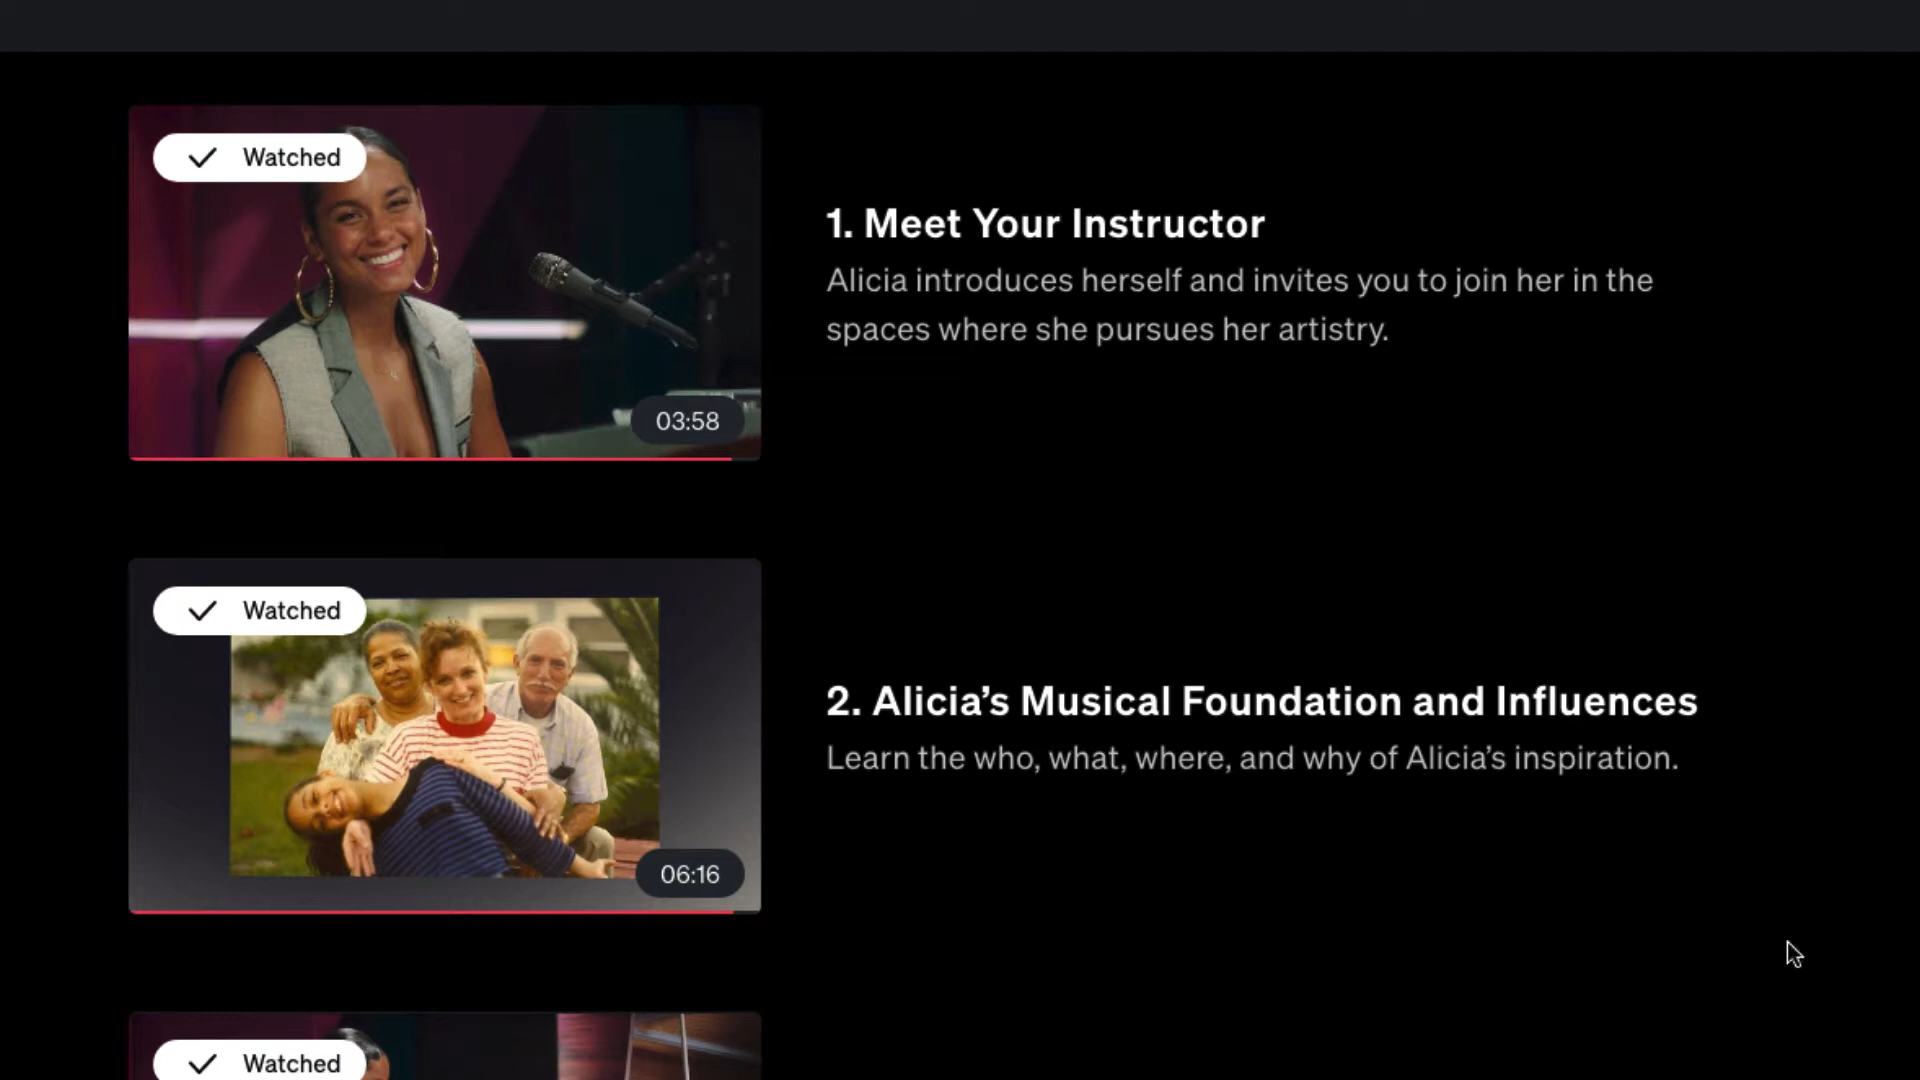 Watched
03:58
1. Meet Your Instructor
Alicia introduces herself and invites you to join her in the
spaces where she pursues her artistry.
Watched
06:16
2. Alicia’s Musical Foundation and Influences
Learn the who, what, where, and why of Alicia’s inspiration.
Watched